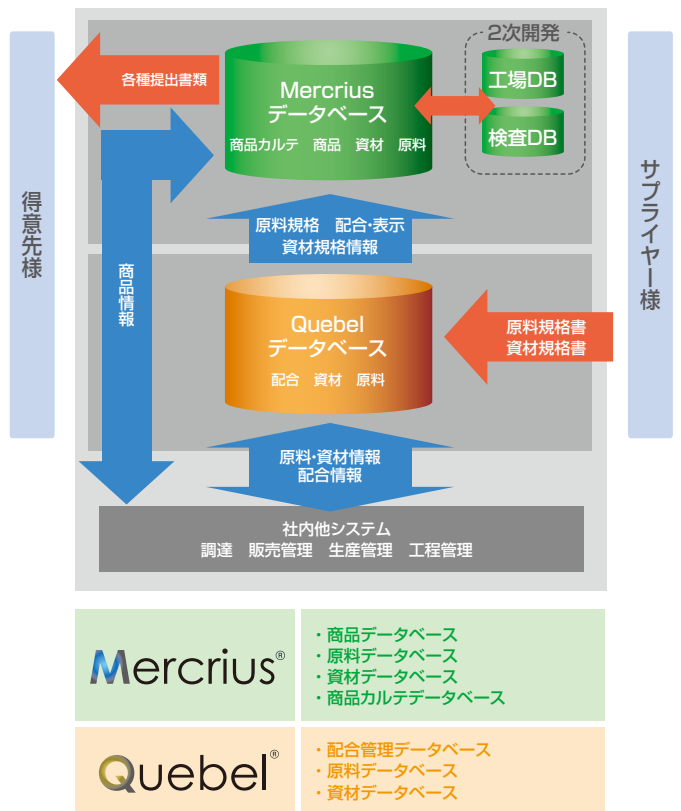 2次開発
工場DB
検査DB
各種提出書類
Mercrius
データベース
商品カルテ 商品 資材 原料
得意先様
サプライヤー様
商品情報
原料規格 配合・表示
資材規格情報
Quebel
データベース
配合 資材 原料
原料規格書
資材規格書
原料・資材情報
配合情報
社内他システム
調達 販売管理 生産管理 工程管理
Mercrius®
・商品データベース
・原料データベース
・資材データベース
・商品カルテデータベース
Quebel®
・配合管理データベース
・原料データベース
・資材データベース